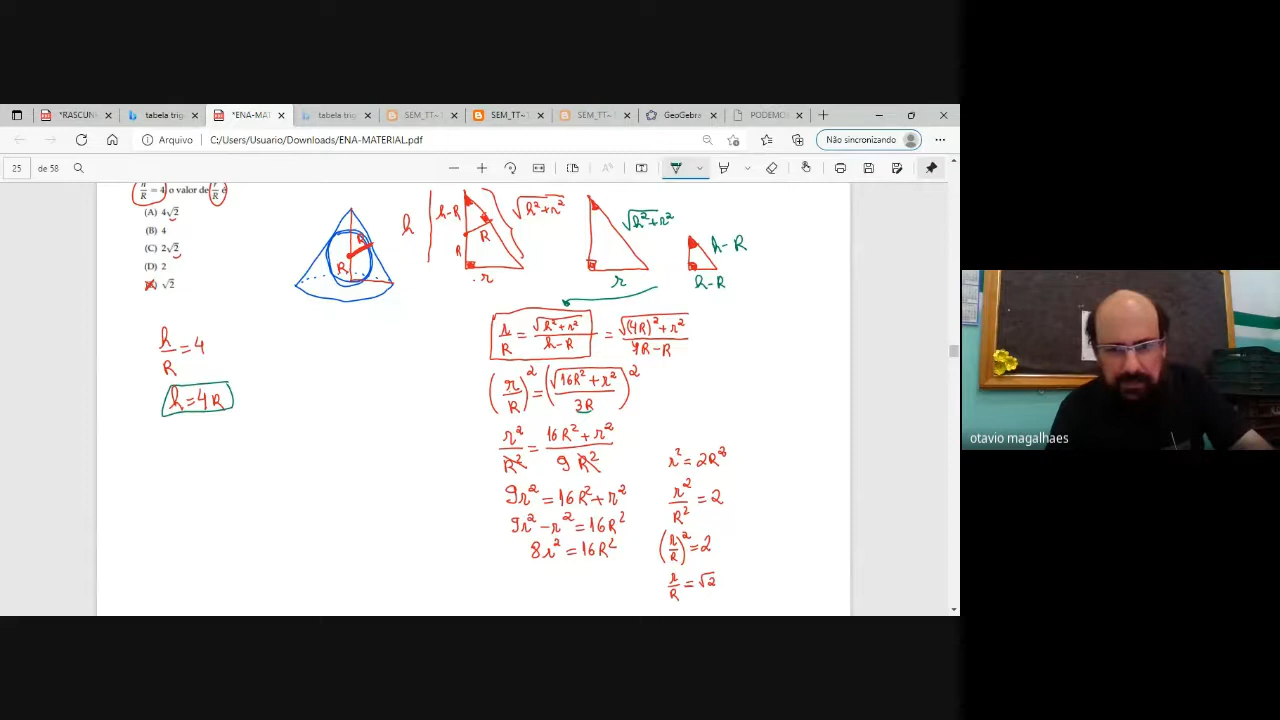 *RASCUN-
tabela trig
*ENA-MAT
tabela trig
SEM_TT~
SEM_TT~
SEM_TT~
GeoGebra
PODEMO
Arquivo
C:/Users/Usuario/Downloads/ENA-MATERIAL.pdf
Não sincronizando
25 de 58
h/R = 4 o valor de r/R é
(A) 4√2
(B) 4
(C) 2√2
(D) 2
√2
R
R
h
h-R
R
R
√h²+r²
r
√h²+r²
r
h-R
h-R
h/R = 4
h = 4R
r/R = √h²+r²/h-R = √(4R)²+r²/4R-R
(r/R)² = (√16R²+r²/3R)²
r²/R² = 16R²+r²/9R²
9r² = 16R²+r²
9r²-r² = 16R²
8r² = 16R²
r² = 2R²
r²/R² = 2
(r/R)² = 2
r/R = √2
otavio magalhaes